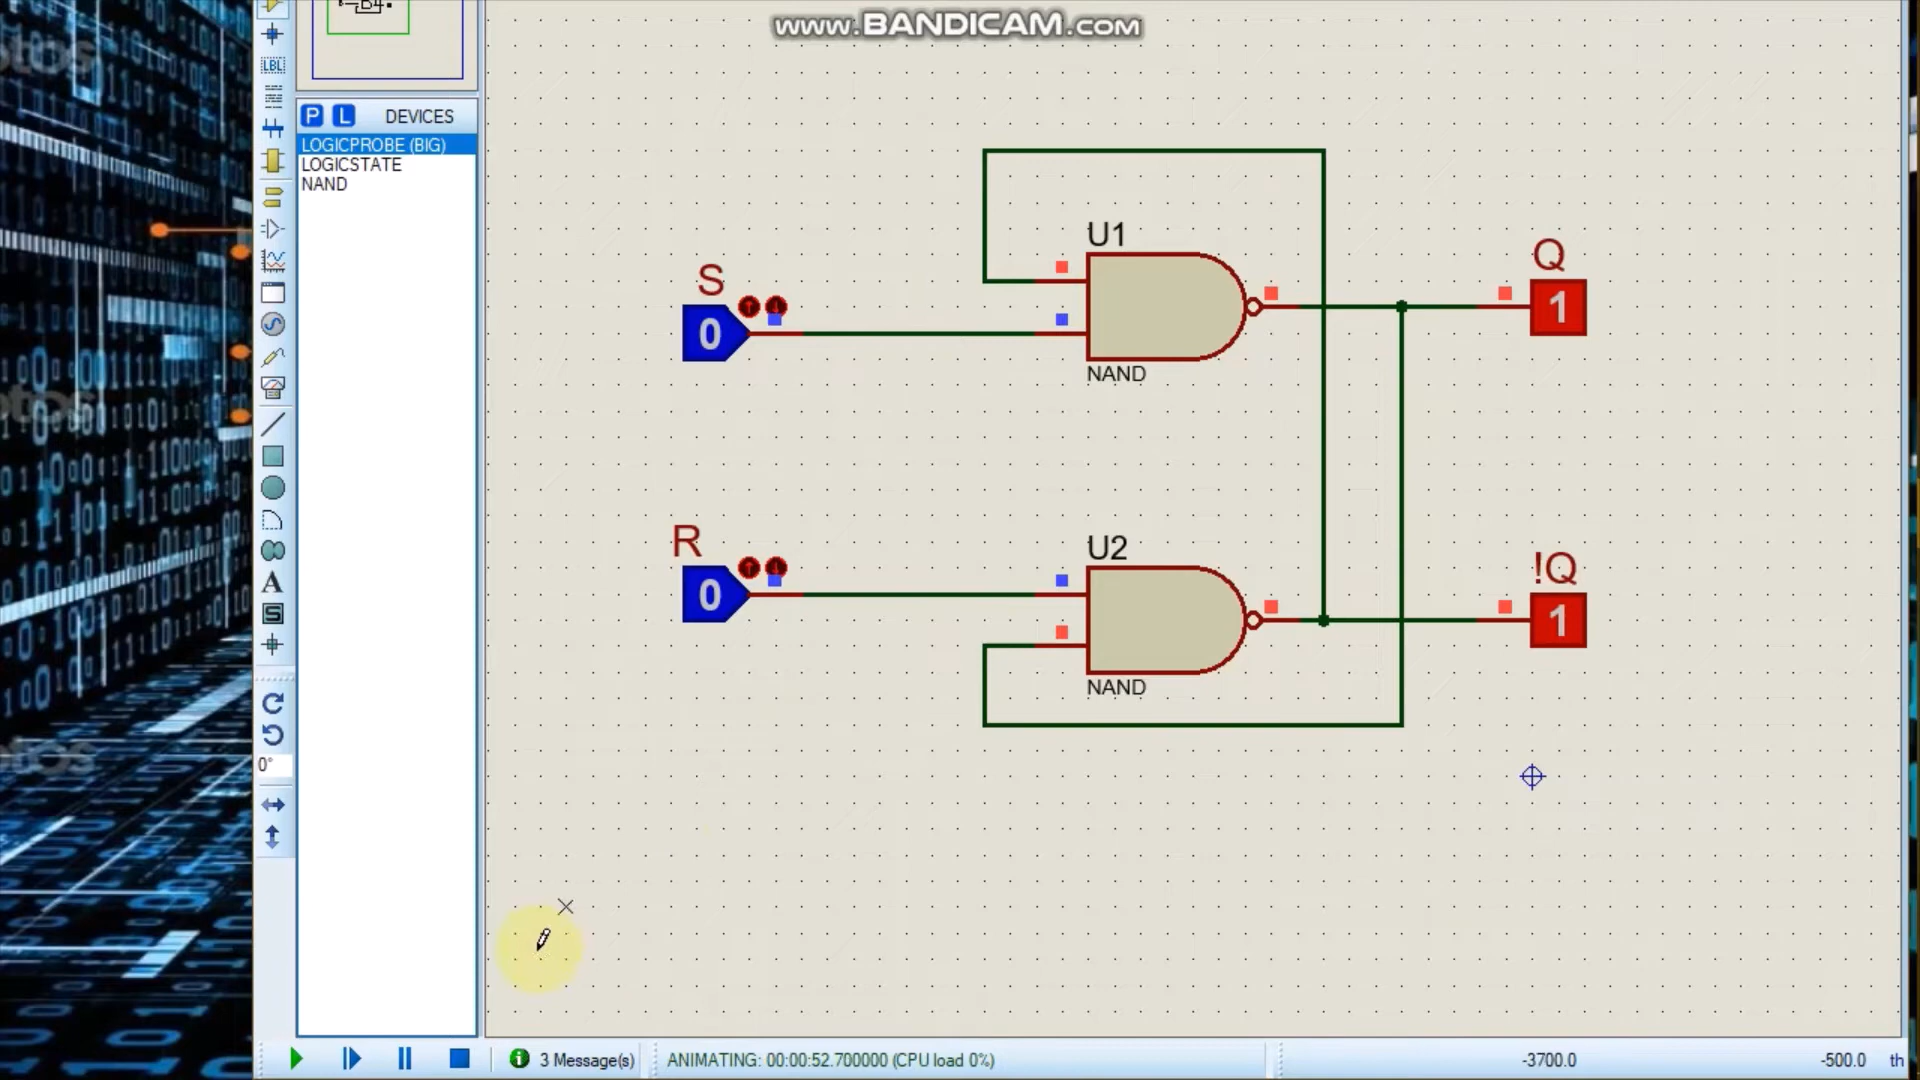 www.BANDICAM.com
LBL
P L DEVICES
LOGICPROBE (BIG)
LOGICSTATE
NAND
U1
S
0
NAND
Q
1
R
0
U2
NAND
!Q
1
A
S
0°
3 Message(s)
ANIMATING: 00:00:52.700000 (CPU load 0%)
-3700.0
-500.0
th